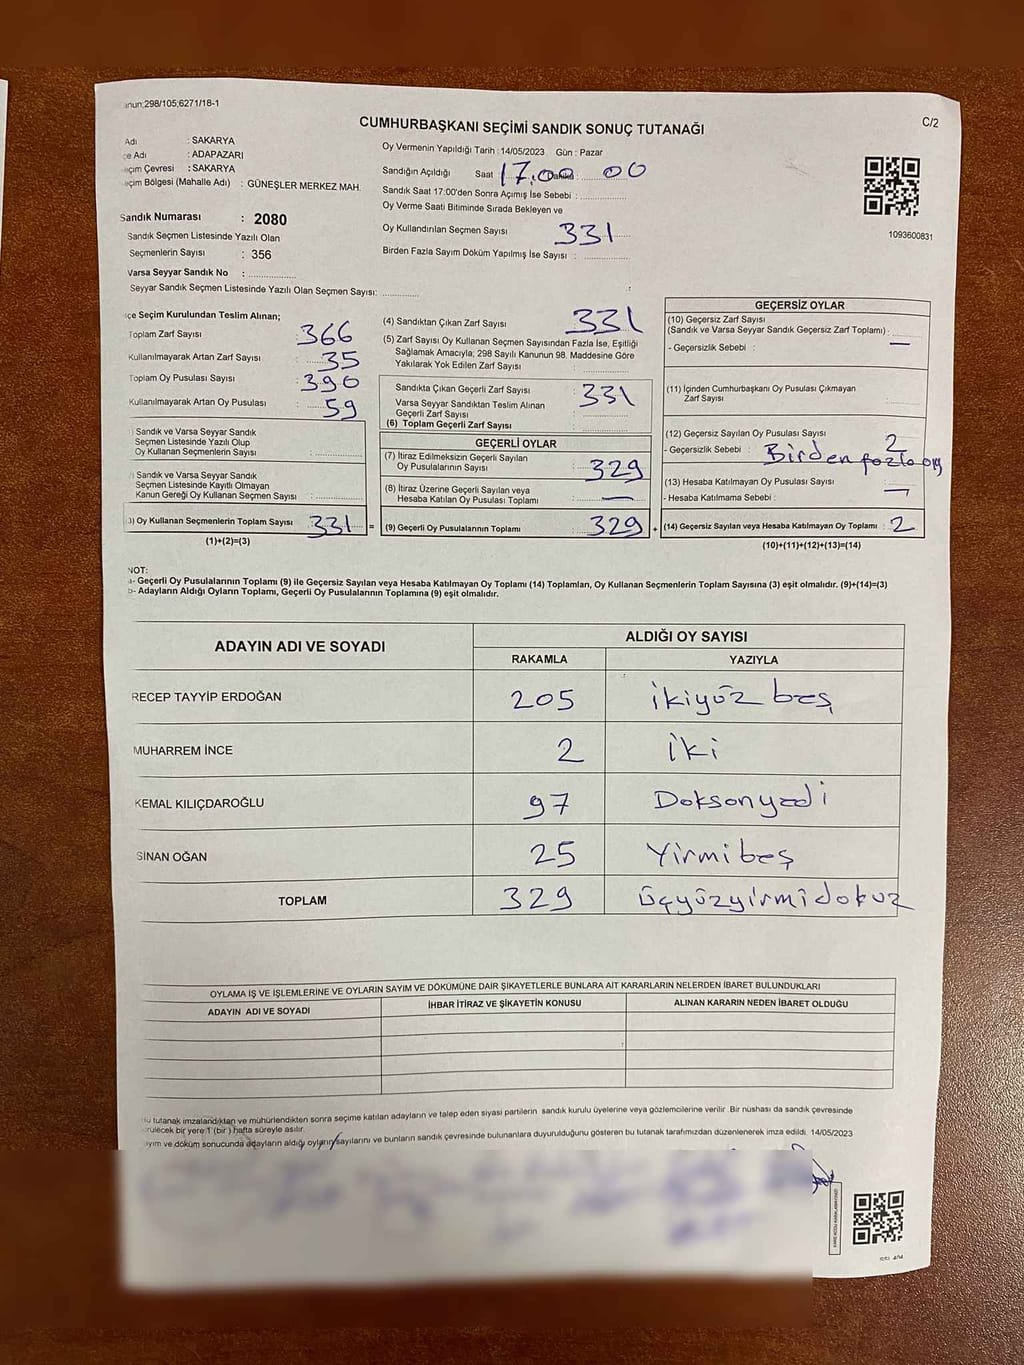 anun;298/105;6271/18-1
C/2
CUMHURBAŞKANI SEÇİMİ SANDIK SONUÇ TUTANAĞI
Adı : SAKARYA
çe Adı : ADAPAZARI
eçim Çevresi : SAKARYA
eçim Bölgesi (Mahalle Adı) : GÜNEŞLER MERKEZ MAH.
Sandık Numarası : 2080
Sandık Seçmen Listesinde Yazılı Olan
Seçmenlerin Sayısı : 356
Varsa Seyyar Sandık No :
Seyyar Sandık Seçmen Listesinde Yazılı Olan Seçmen Sayısı:
Oy Vermenin Yapıldığı Tarih : 14/05/2023 Gün : Pazar
Sandığın Açıldığı Saat 17.00 Dakika : 00
Sandık Saat 17:00'den Sonra Açımış İse Sebebi :
Oy Verme Saati Bitiminde Sırada Bekleyen ve
Oy Kullandırılan Seçmen Sayısı 331
Birden Fazla Sayım Döküm Yapılmış İse Sayısı :
1093600831
çe Seçim Kurulundan Teslim Alınan;
Toplam Zarf Sayısı : 366
Kullanılmayarak Artan Zarf Sayısı : 35
Toplam Oy Pusulası Sayısı : 390
Kullanılmayarak Artan Oy Pusulası : 59
) Sandık ve Varsa Seyyar Sandık
Seçmen Listesinde Yazılı Olup
Oy Kullanan Seçmenlerin Sayısı :
) Sandık ve Varsa Seyyar Sandık
Seçmen Listesinde Kayıtlı Olmayan
Kanun Gereği Oy Kullanan Seçmen Sayısı :
3) Oy Kullanan Seçmenlerin Toplam Sayısı 331 =
(1)+(2)=(3)
(4) Sandıktan Çıkan Zarf Sayısı : 331
(5) Zarf Sayısı Oy Kullanan Seçmen Sayısından Fazla İse, Eşitliği
Sağlamak Amacıyla; 298 Sayılı Kanunun 98. Maddesine Göre
Yakılarak Yok Edilen Zarf Sayısı :
Sandıkta Çıkan Geçerli Zarf Sayısı : 331
Varsa Seyyar Sandıktan Teslim Alınan
Geçerli Zarf Sayısı :
(6) Toplam Geçerli Zarf Sayısı :
GEÇERLİ OYLAR
(7) İtiraz Edilmeksizin Geçerli Sayılan
Oy Pusulalarının Sayısı : 329
(8) İtiraz Üzerine Geçerli Sayılan veya
Hesaba Katılan Oy Pusulası Toplamı : —
(9) Geçerli Oy Pusulalarının Toplamı : 329 +
GEÇERSİZ OYLAR
(10) Geçersiz Zarf Sayısı
(Sandık ve Varsa Seyyar Sandık Geçersiz Zarf Toplamı) :
- Geçersizlik Sebebi : —
(11) İçinden Cumhurbaşkanı Oy Pusulası Çıkmayan
Zarf Sayısı :
(12) Geçersiz Sayılan Oy Pusulası Sayısı : 2
- Geçersizlik Sebebi : Birden fazla oy
(13) Hesaba Katılmayan Oy Pusulası Sayısı :
- Hesaba Katılmama Sebebi : —
(14) Geçersiz Sayılan veya Hesaba Katılmayan Oy Toplamı : 2
(10)+(11)+(12)+(13)=(14)
NOT:
a- Geçerli Oy Pusulalarının Toplamı (9) ile Geçersiz Sayılan veya Hesaba Katılmayan Oy Toplamı (14) Toplamları, Oy Kullanan Seçmenlerin Toplam Sayısına (3) eşit olmalıdır. (9)+(14)=(3)
b- Adayların Aldığı Oyların Toplamı, Geçerli Oy Pusulalarının Toplamına (9) eşit olmalıdır.
ADAYIN ADI VE SOYADI ALDIĞI OY SAYISI
RAKAMLA YAZIYLA
RECEP TAYYİP ERDOĞAN 205 ikiyüz beş
MUHARREM İNCE 2 iki
KEMAL KILIÇDAROĞLU 97 Doksanyedi
SİNAN OĞAN 25 Yirmibeş
TOPLAM 329 üçyüzyirmidokuz
OYLAMA İŞ VE İŞLEMLERİNE VE OYLARIN SAYIM VE DÖKÜMÜNE DAİR ŞİKAYETLERLE BUNLARA AİT KARARLARIN NELERDEN İBARET BULUNDUKLARI
ADAYIN ADI VE SOYADI İHBAR İTİRAZ VE ŞİKAYETİN KONUSU ALINAN KARARIN NEDEN İBARET OLDUĞU
bu tutanak imzalandıktan ve mühürlendikten sonra seçime katılan adayların ve talep eden siyasi partilerin sandık kurulu üyelerine veya gözlemcilerine verilir. Bir nüshası da sandık çevresinde
rülecek bir yere 1 (bir) hafta süreyle asılır.
yım ve döküm sonucunda adayların aldığı oyların sayılarını ve bunların sandık çevresinde bulunanlara duyurulduğunu gösteren bu tutanak tarafımızdan düzenlenerek imza edildi. 14/05/2023